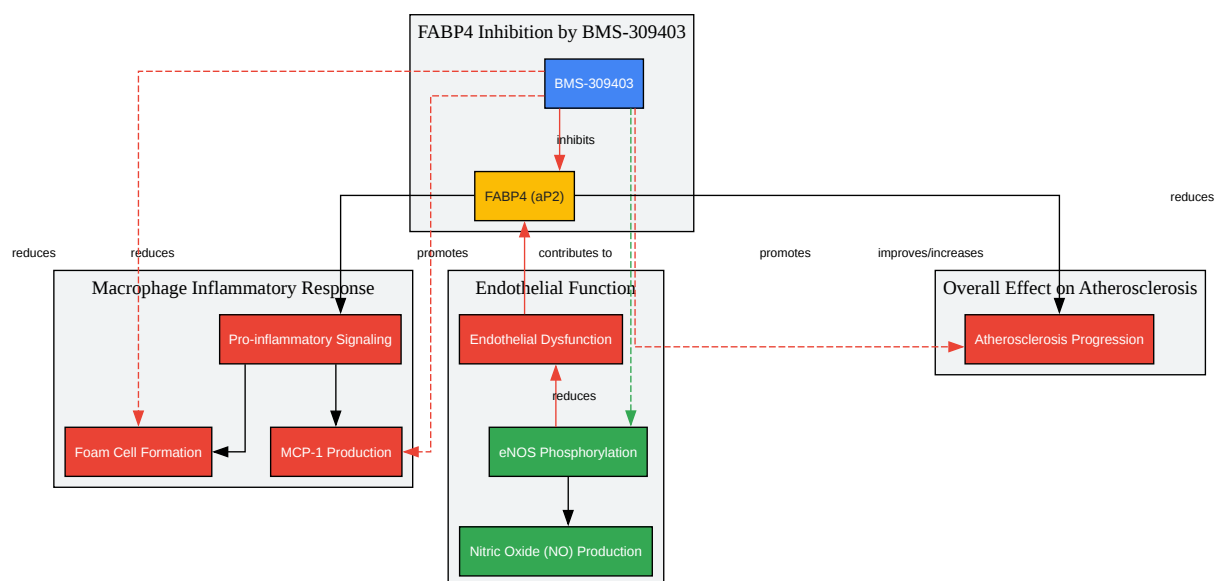 FABP4 Inhibition by BMS-309403
BMS-309403
inhibits
FABP4 (aP2)
reduces
reduces
reduces
promotes
contributes to
promotes
improves/increases
Macrophage Inflammatory Response
Endothelial Function
Overall Effect on Atherosclerosis
Pro-inflammatory Signaling
Endothelial Dysfunction
Atherosclerosis Progression
reduces
Foam Cell Formation
MCP-1 Production
eNOS Phosphorylation
Nitric Oxide (NO) Production